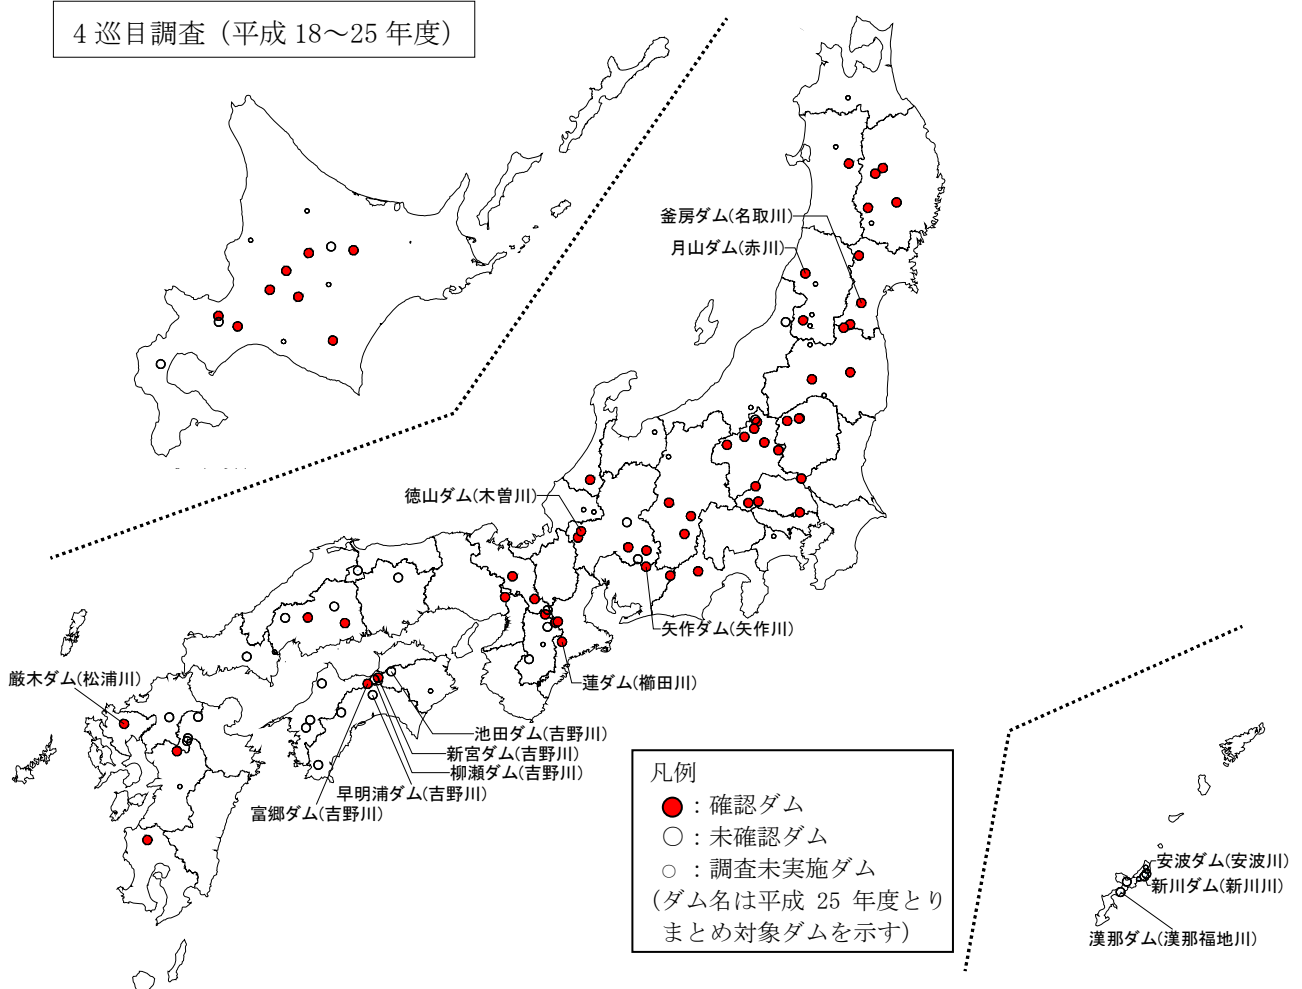 4 巡目調査（平成 18～25 年度）
釜房ダム(名取川)
月山ダム(赤川)
徳山ダム(木曽川)
矢作ダム(矢作川)
厳木ダム(松浦川)
蓮ダム(櫛田川)
池田ダム(吉野川)
新宮ダム(吉野川)
柳瀬ダム(吉野川)
早明浦ダム(吉野川)
富郷ダム(吉野川)
凡例
：確認ダム
：未確認ダム
：調査未実施ダム
(ダム名は平成 25 年度とり
まとめ対象ダムを示す)
安波ダム(安波川)
新川ダム(新川川)
漢那ダム(漢那福地川)